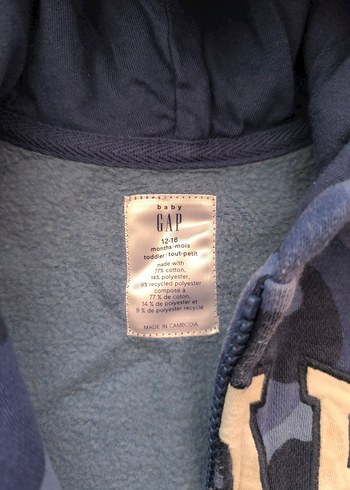 baby
GAP
12-18
months·mois
toddler·tout-petit
made with
77% cotton,
14% polyester,
9% recycled polyester
composé à
77 % de coton,
14 % de polyester et
9 % de polyester recyclé
MADE IN CAMBODIA